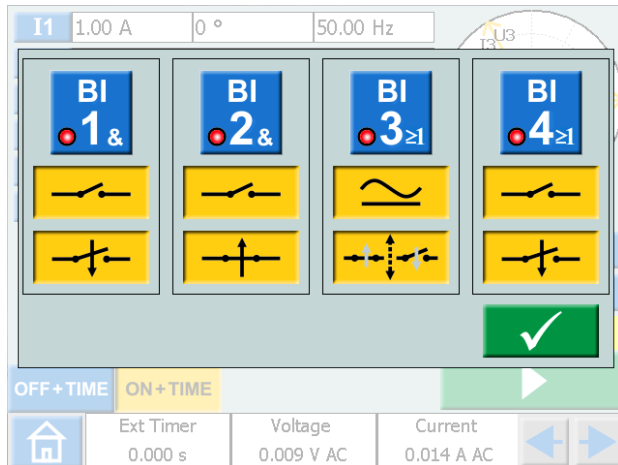 I1 1.00 A 0 ° 50.00 Hz
I3 U3
BI BI BI BI
1 & 2 & 3 ≥1 4 ≥1
OFF+TIME ON+TIME
Ext Timer Voltage Current
0.000 s 0.009 V AC 0.014 A AC